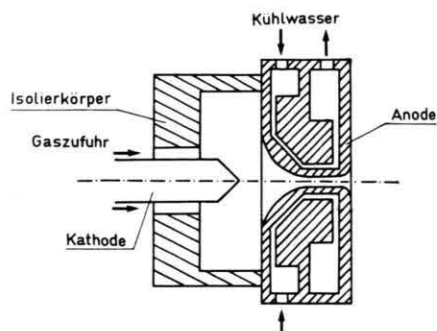 Kühlwasser
Isolierkörper
Anode
Gaszufuhr
Kathode